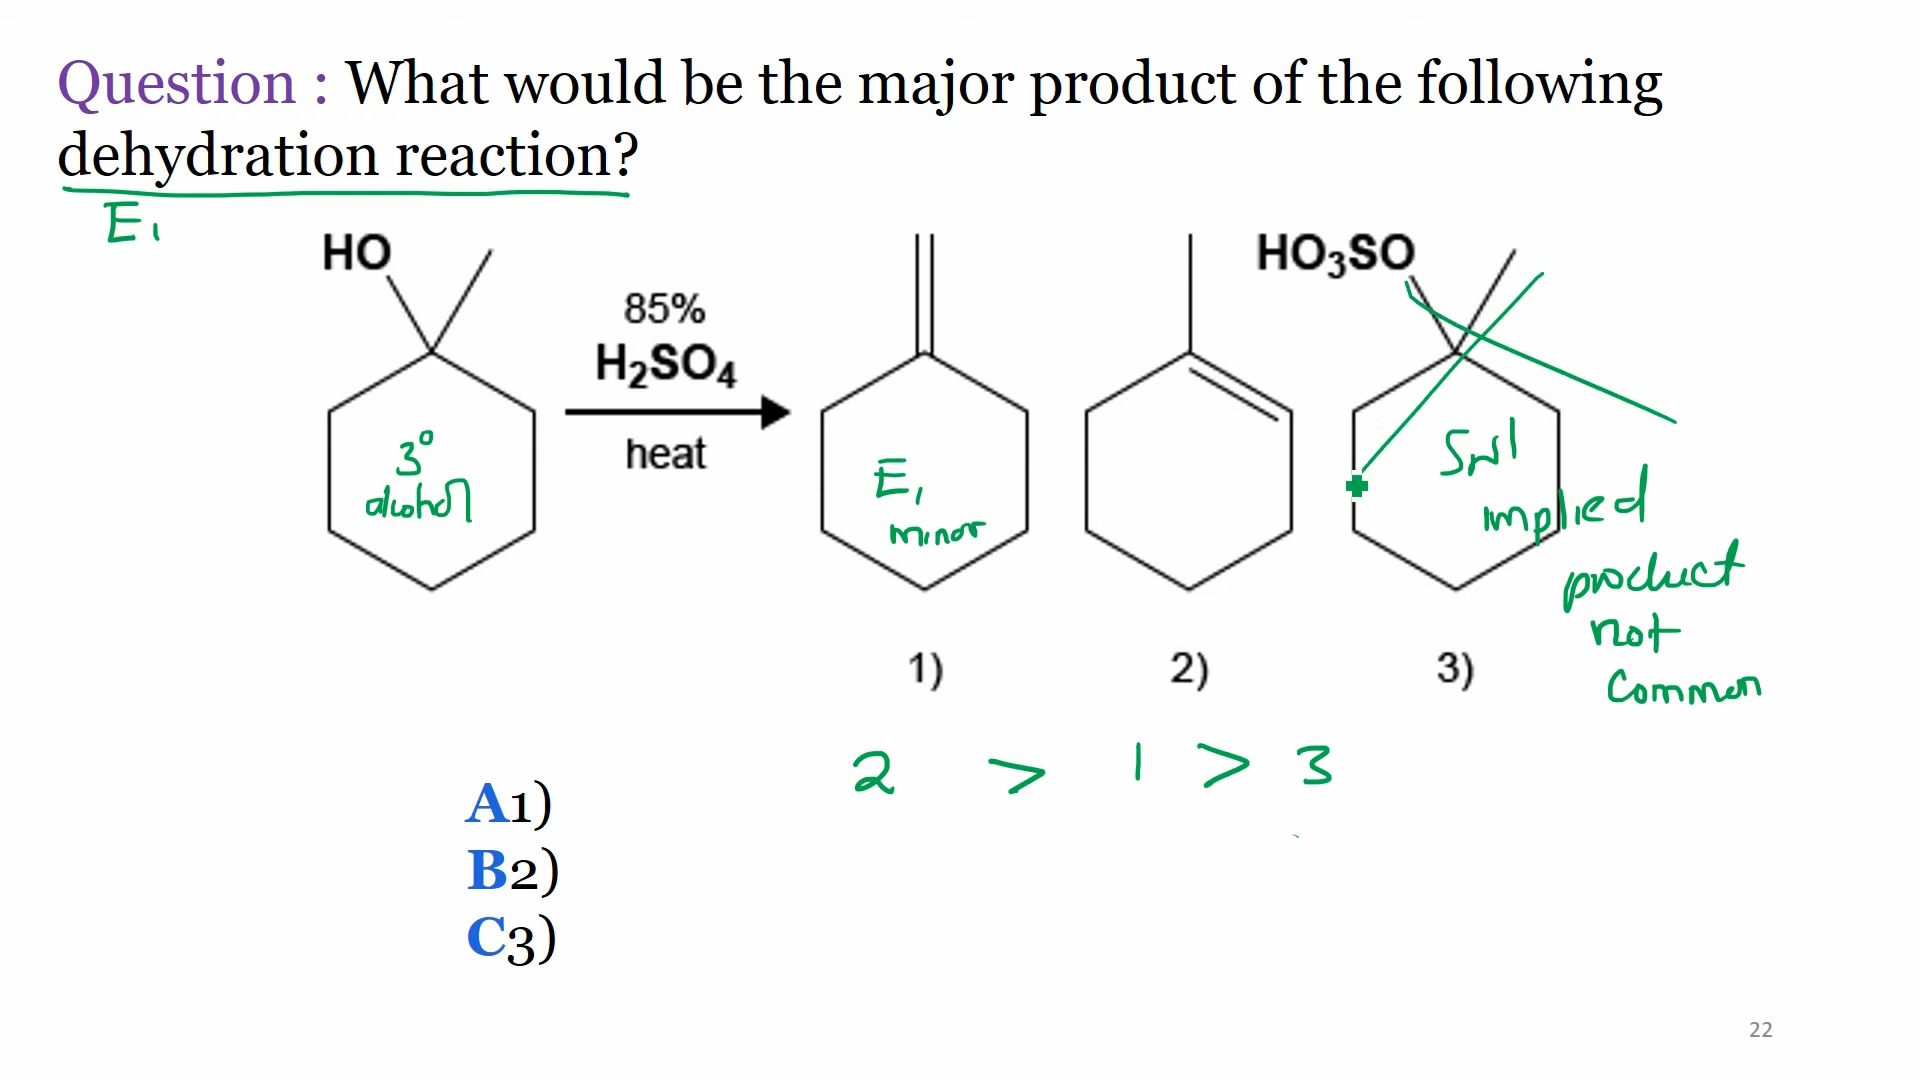 Question : What would be the major product of the following
dehydration reaction?
E1
HO
85%
H2SO4
heat
3°
alcohol
E1
minor
HO3SO
SN1
implied
product
not
common
1)
2)
3)
2 > 1 > 3
A1)
B2)
C3)
22